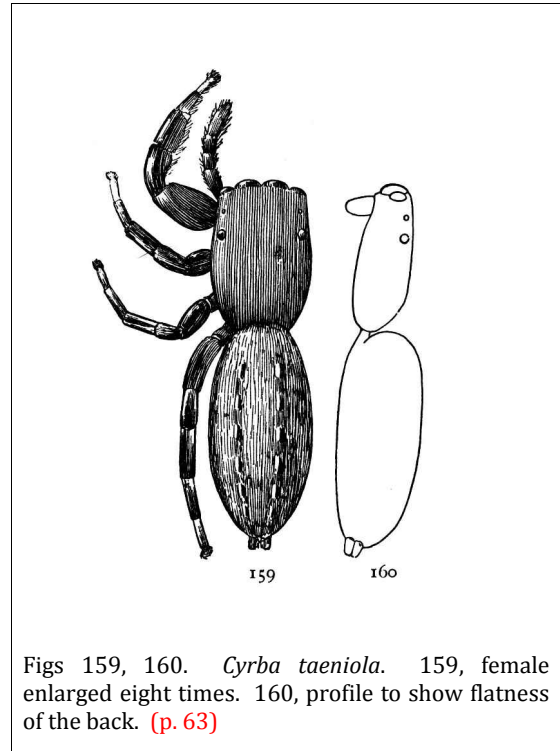 159 160
Figs 159, 160. Cyrba taeniola. 159, female
enlarged eight times. 160, profile to show flatness
of the back. (p. 63)